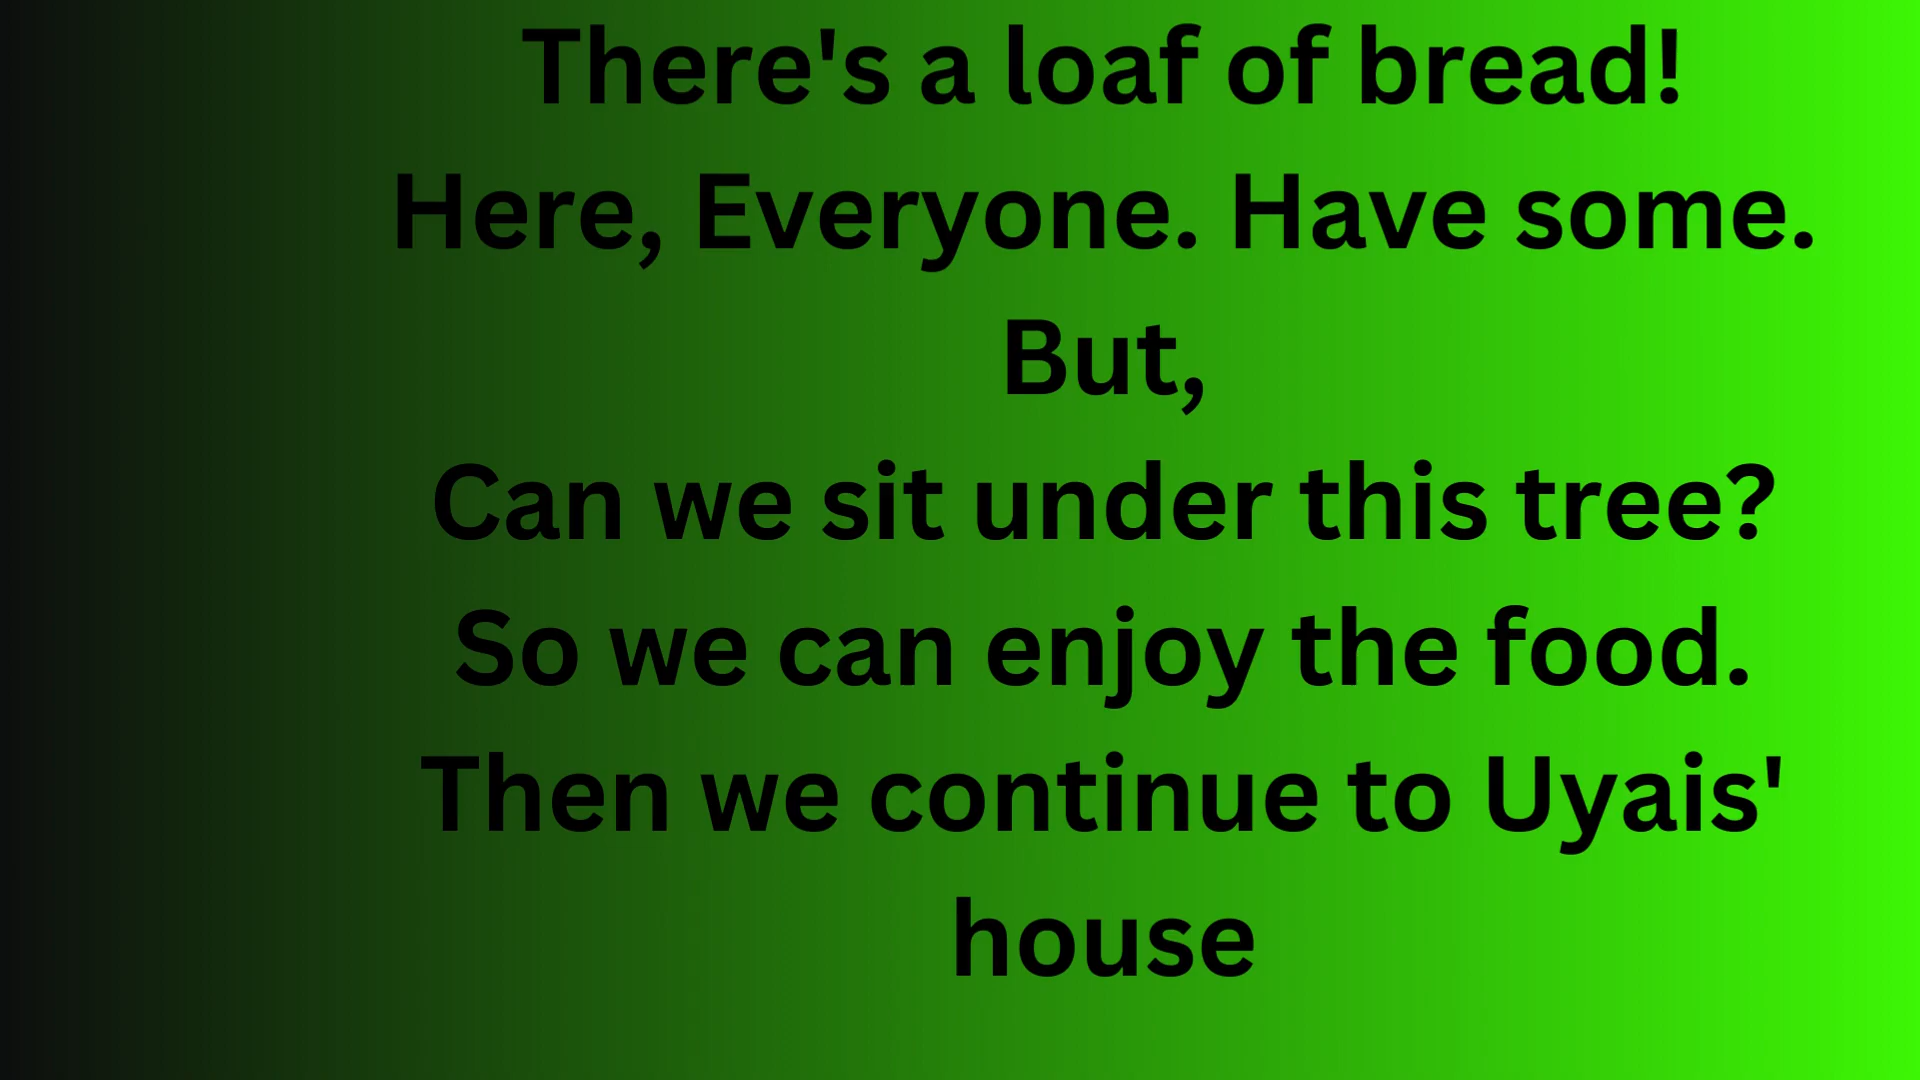 There's a loaf of bread!
Here, Everyone. Have some.
But,
Can we sit under this tree?
So we can enjoy the food.
Then we continue to Uyais'
house